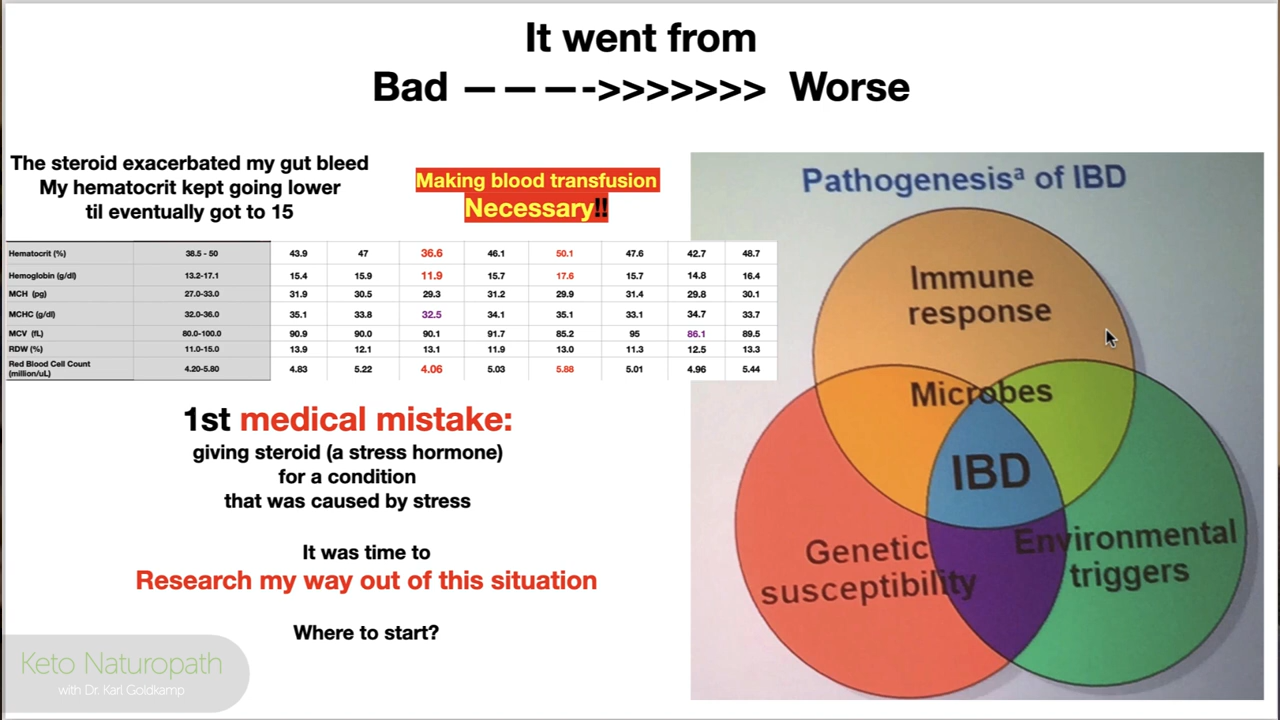 It went from
Bad — — — ->>>>>>> Worse
The steroid exacerbated my gut bleed
My hematocrit kept going lower
til eventually got to 15
Making blood transfusion
Necessary!!
Hematocrit (%) 38.5 - 50 43.9 47 36.6 46.1 50.1 47.6 42.7 48.7
Hemoglobin (g/dl) 13.2-17.1 15.4 15.9 11.9 15.7 17.6 15.7 14.8 16.4
MCH (pg) 27.0-33.0 31.9 30.5 29.3 31.2 29.9 31.4 29.8 30.1
MCHC (g/dl) 32.0-36.0 35.1 33.8 32.5 34.1 35.1 33.1 34.7 33.7
MCV (fL) 80.0-100.0 90.9 90.0 90.1 91.7 85.2 95 86.1 89.5
RDW (%) 11.0-15.0 13.9 12.1 13.1 11.9 13.0 11.3 12.5 13.3
Red Blood Cell Count
(million/uL) 4.20-5.80 4.83 5.22 4.06 5.03 5.88 5.01 4.96 5.44
1st medical mistake:
giving steroid (a stress hormone)
for a condition
that was caused by stress
It was time to
Research my way out of this situation
Where to start?
Keto Naturopath
with Dr. Karl Goldkamp
Pathogenesisª of IBD
Immune
response
Microbes
IBD
Genetic
susceptibility
Environmental
triggers